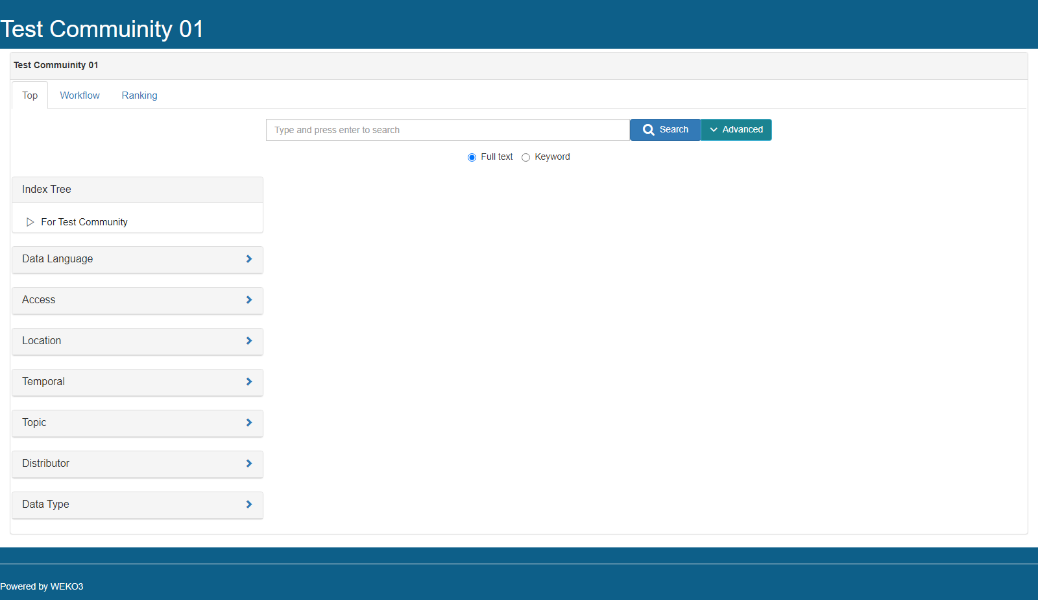 Test Commuinity 01
Test Commuinity 01
Top Workflow Ranking
Type and press enter to search Search Advanced
Full text Keyword
Index Tree
For Test Community
Data Language
Access
Location
Temporal
Topic
Distributor
Data Type
Powered by WEKO3